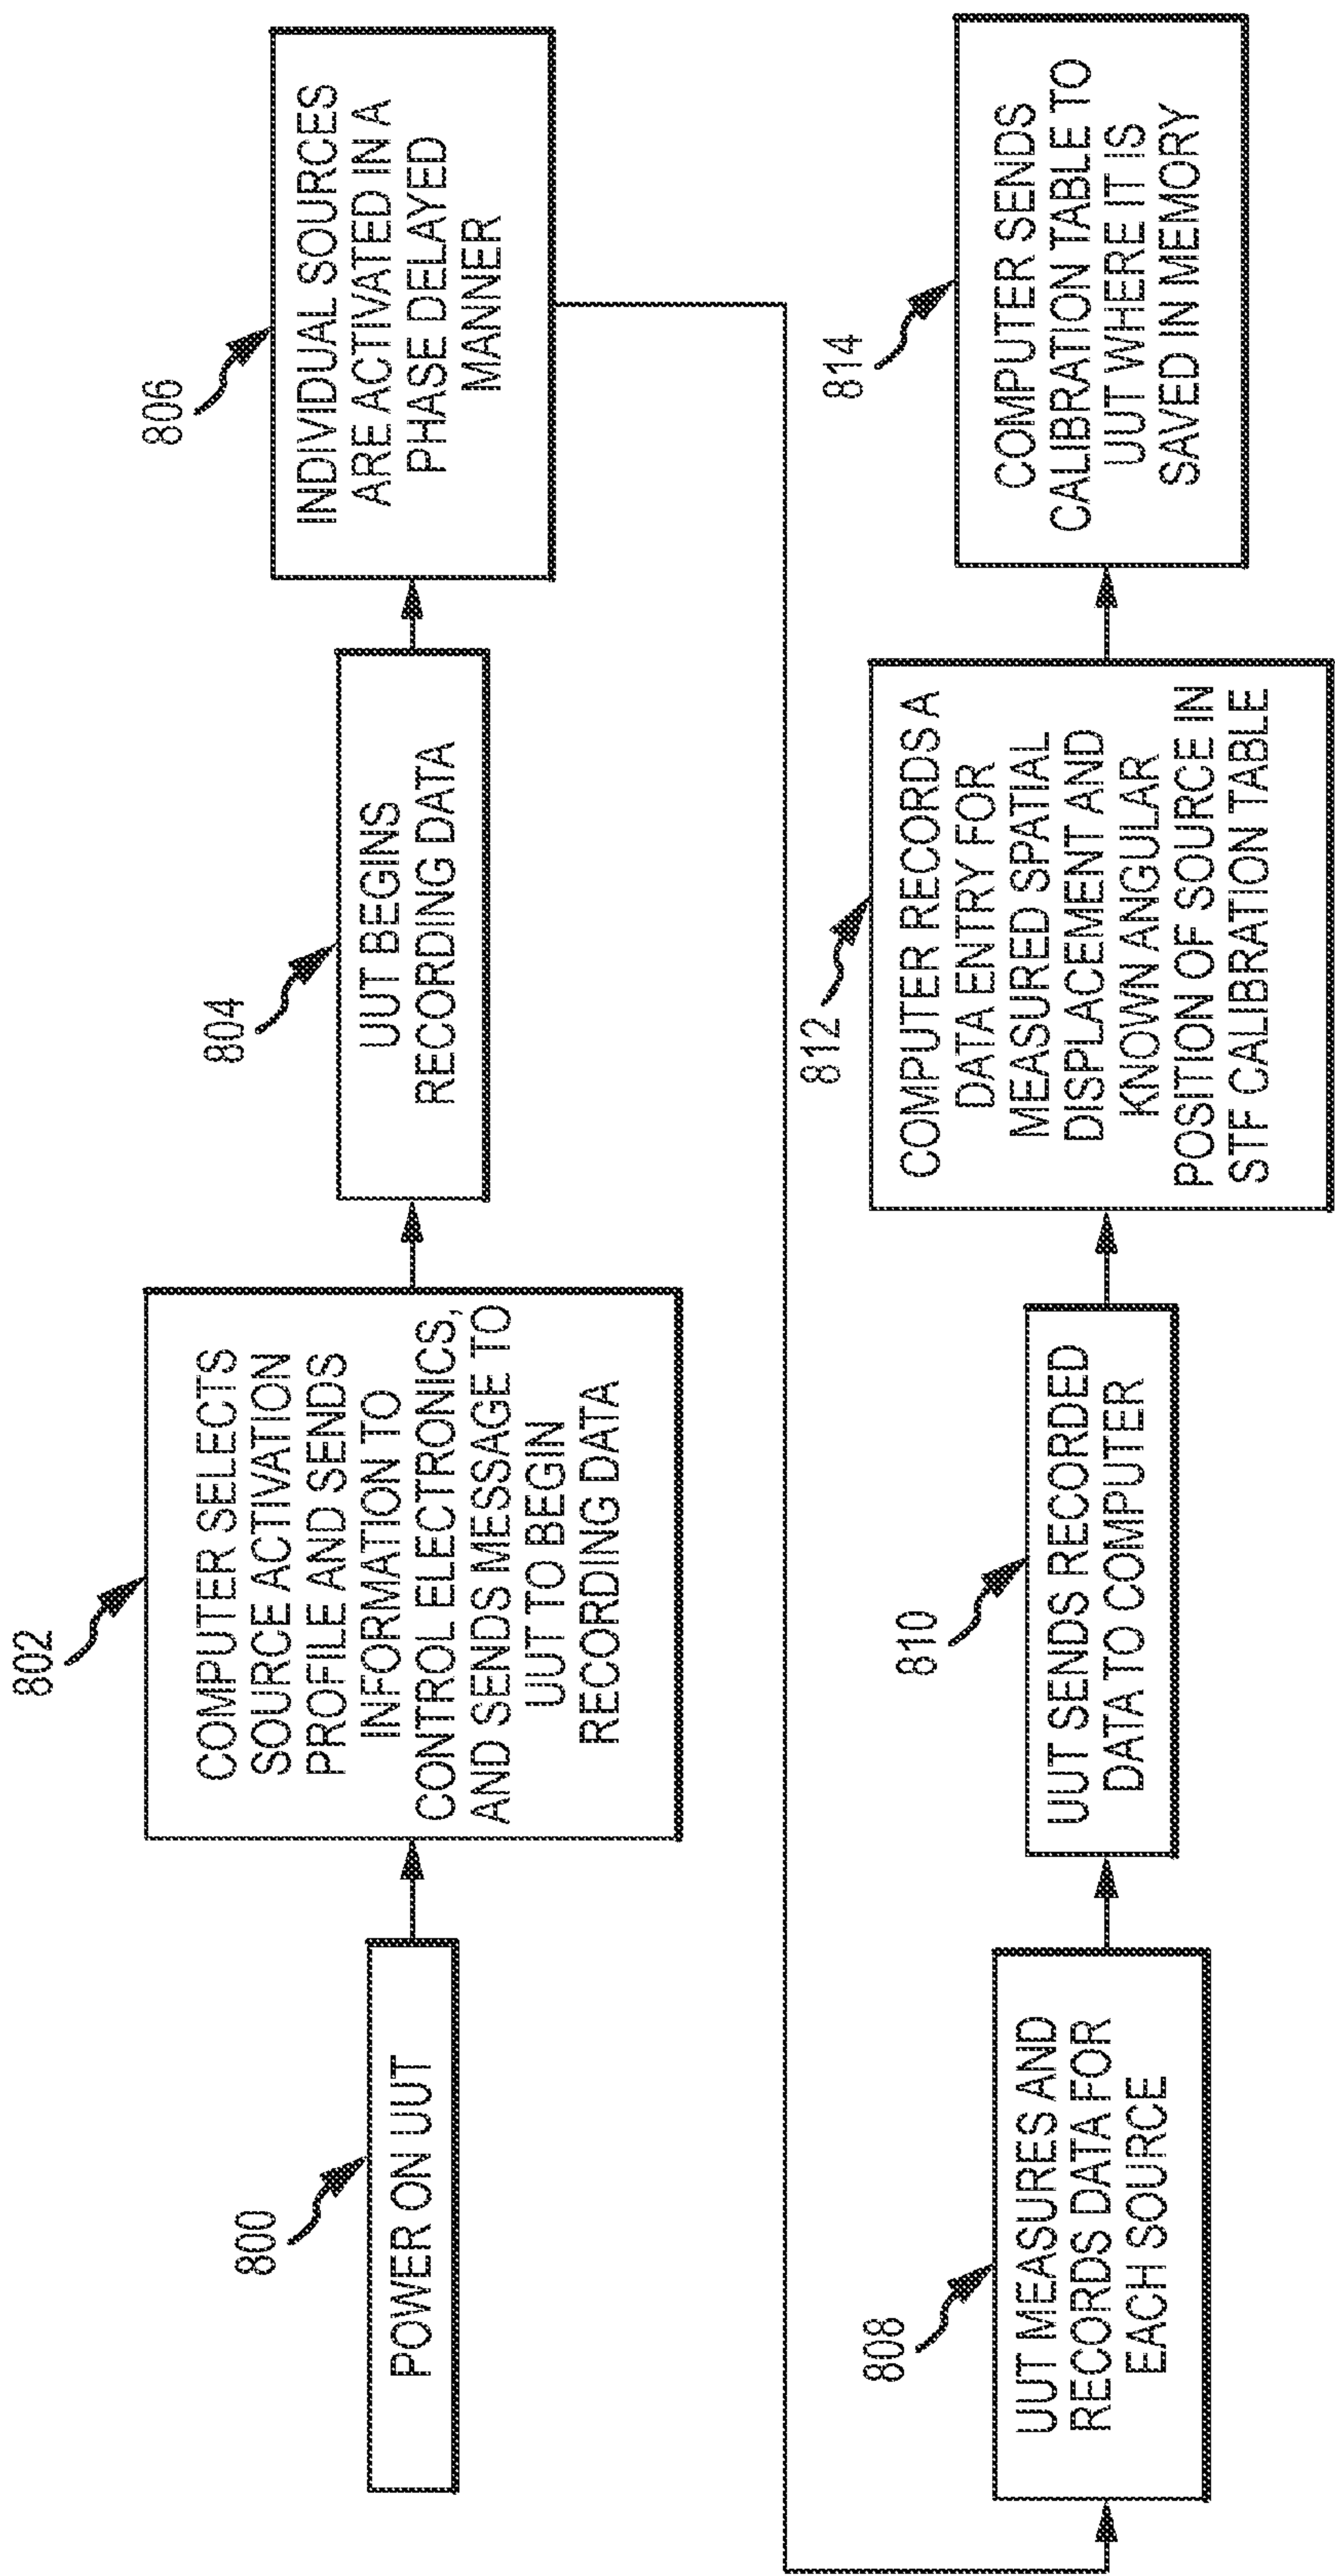 800
POWER ON UUT
802
COMPUTER SELECTS
SOURCE ACTIVATION
PROFILE AND SENDS
INFORMATION TO
CONTROL ELECTRONICS,
AND SENDS MESSAGE TO
UUT TO BEGIN
RECORDING DATA
804
UUT BEGINS
RECORDING DATA
806
INDIVIDUAL SOURCES
ARE ACTIVATED IN A
PHASE DELAYED
MANNER
808
UUT MEASURES AND
RECORDS DATA FOR
EACH SOURCE
810
UUT SENDS RECORDED
DATA TO COMPUTER
812
COMPUTER RECORDS A
DATA ENTRY FOR
MEASURED SPATIAL
DISPLACEMENT AND
KNOWN ANGULAR
POSITION OF SOURCE IN
STF CALIBRATION TABLE
814
COMPUTER SENDS
CALIBRATION TABLE TO
UUT WHERE IT IS
SAVED IN MEMORY